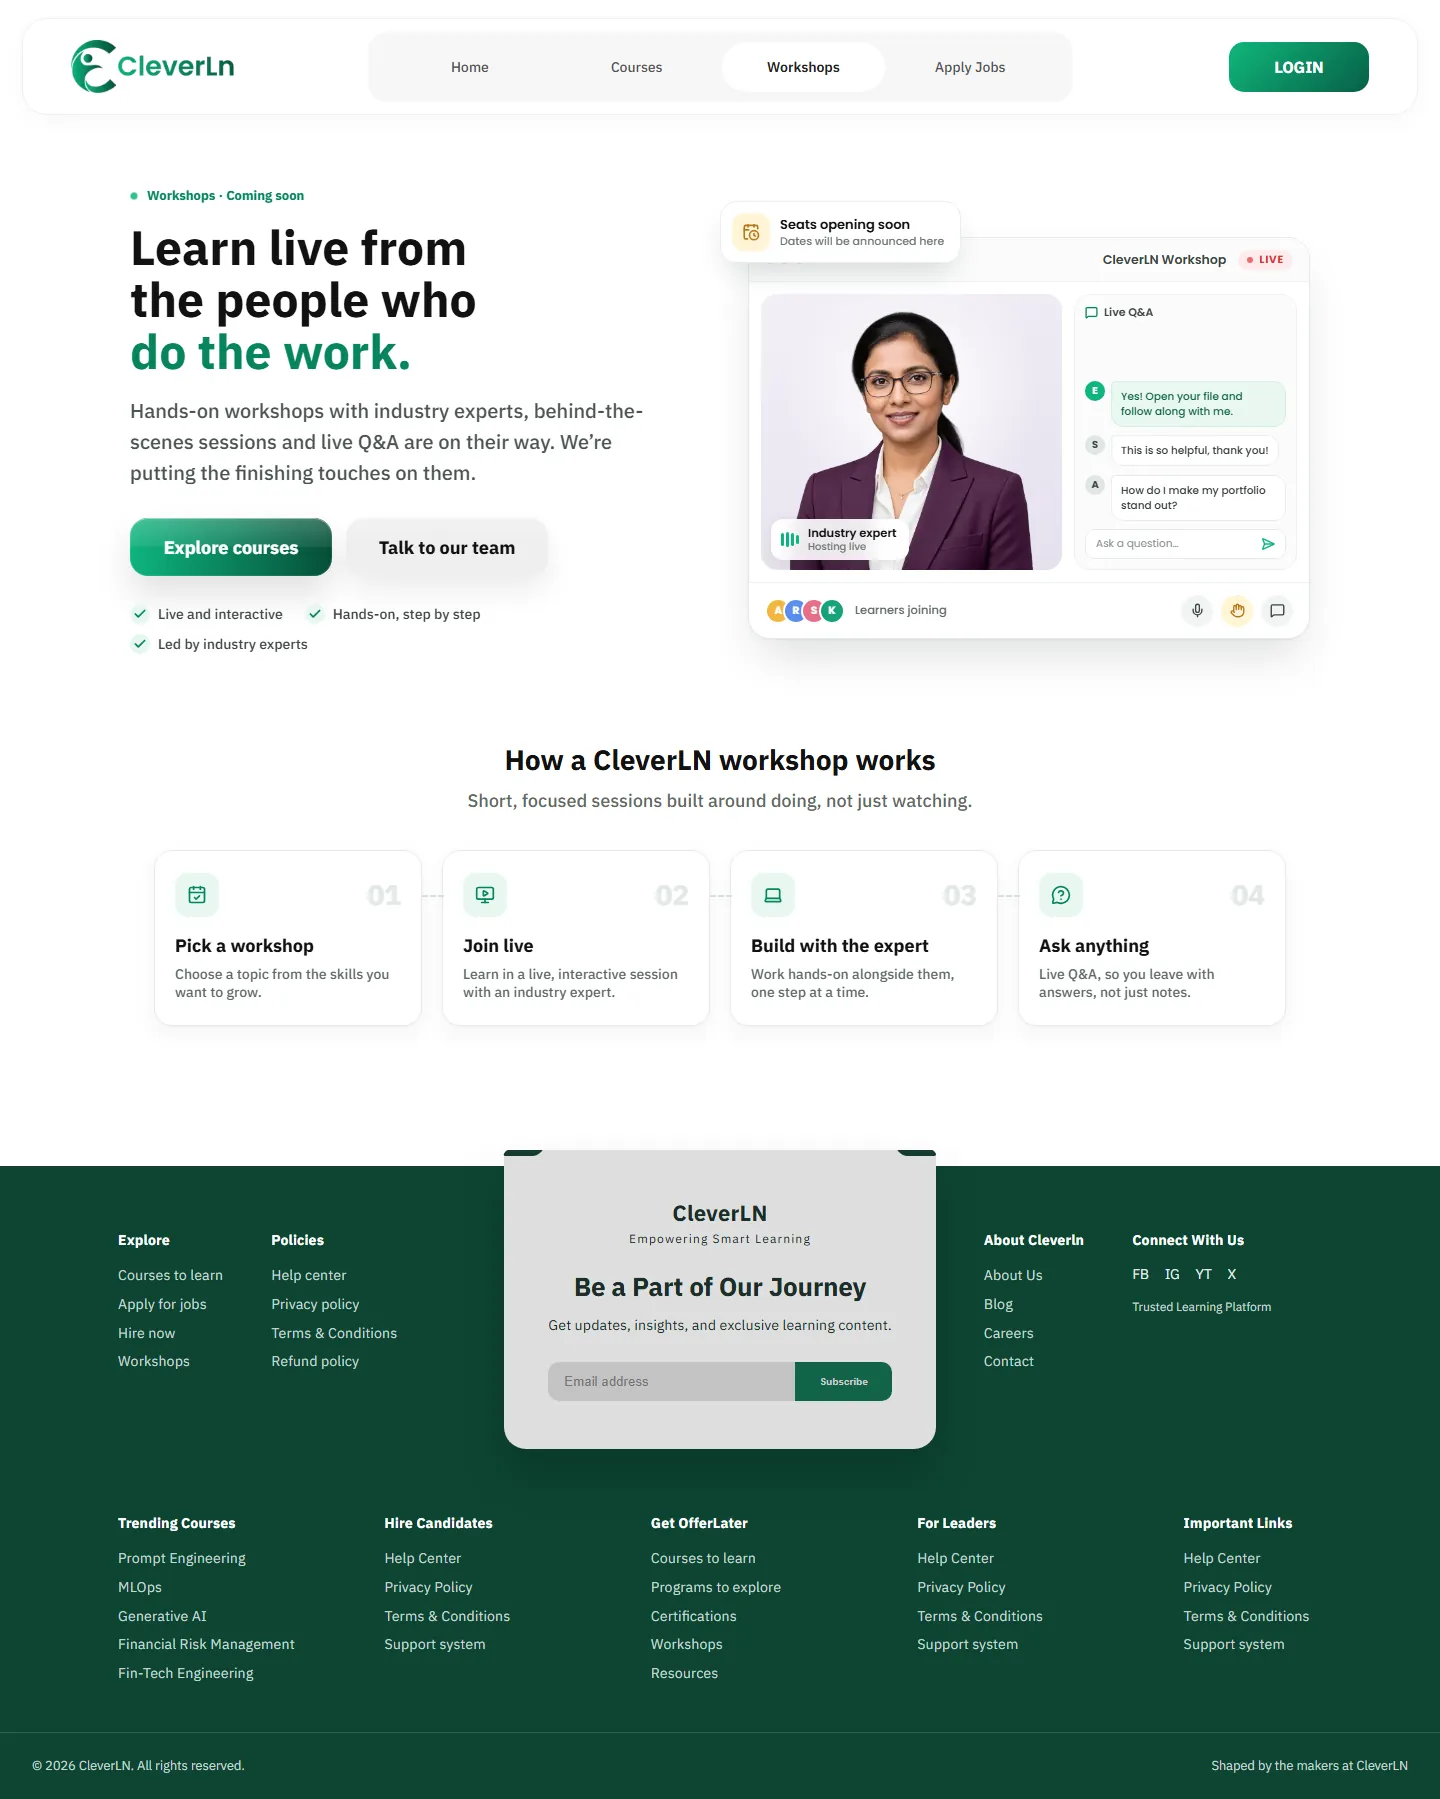 CleverLn
Home
Courses
Workshops
Apply Jobs
LOGIN
Workshops · Coming soon
Learn live from
the people who
do the work.
Hands-on workshops with industry experts, behind-the-
scenes sessions and live Q&A are on their way. We’re
putting the finishing touches on them.
Explore courses
Talk to our team
Live and interactive
Hands-on, step by step
Led by industry experts
Seats opening soon
Dates will be announced here
CleverLN Workshop
LIVE
Live Q&A
E
Yes! Open your file and
follow along with me.
S
This is so helpful, thank you!
A
How do I make my portfolio
stand out?
Ask a question…
Industry expert
Hosting live
A
R
S
K
Learners joining
How a CleverLN workshop works
Short, focused sessions built around doing, not just watching.
01
Pick a workshop
Choose a topic from the skills you
want to grow.
02
Join live
Learn in a live, interactive session
with an industry expert.
03
Build with the expert
Work hands-on alongside them,
one step at a time.
04
Ask anything
Live Q&A, so you leave with
answers, not just notes.
Explore
Courses to learn
Apply for jobs
Hire now
Workshops
Policies
Help center
Privacy policy
Terms & Conditions
Refund policy
CleverLN
Empowering Smart Learning
Be a Part of Our Journey
Get updates, insights, and exclusive learning content.
Email address
Subscribe
About Cleverln
About Us
Blog
Careers
Contact
Connect With Us
FB IG YT X
Trusted Learning Platform
Trending Courses
Prompt Engineering
MLOps
Generative AI
Financial Risk Management
Fin-Tech Engineering
Hire Candidates
Help Center
Privacy Policy
Terms & Conditions
Support system
Get OfferLater
Courses to learn
Programs to explore
Certifications
Workshops
Resources
For Leaders
Help Center
Privacy Policy
Terms & Conditions
Support system
Important Links
Help Center
Privacy Policy
Terms & Conditions
Support system
© 2026 CleverLN. All rights reserved.
Shaped by the makers at CleverLN